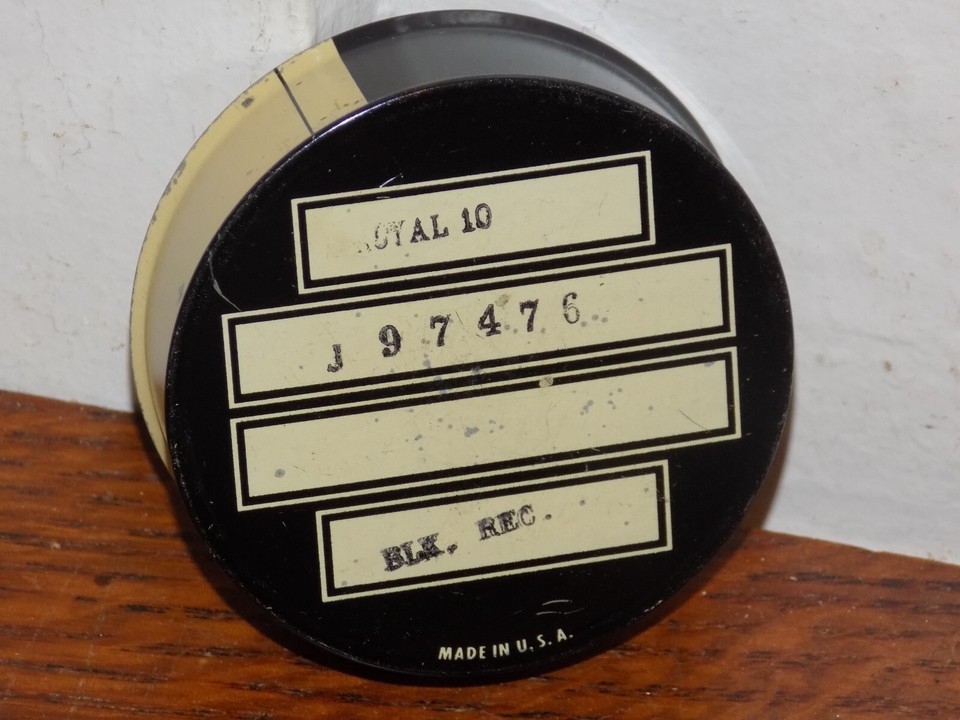 ROYAL 10
J 97476
BLK. REC.
MADE IN U.S.A.